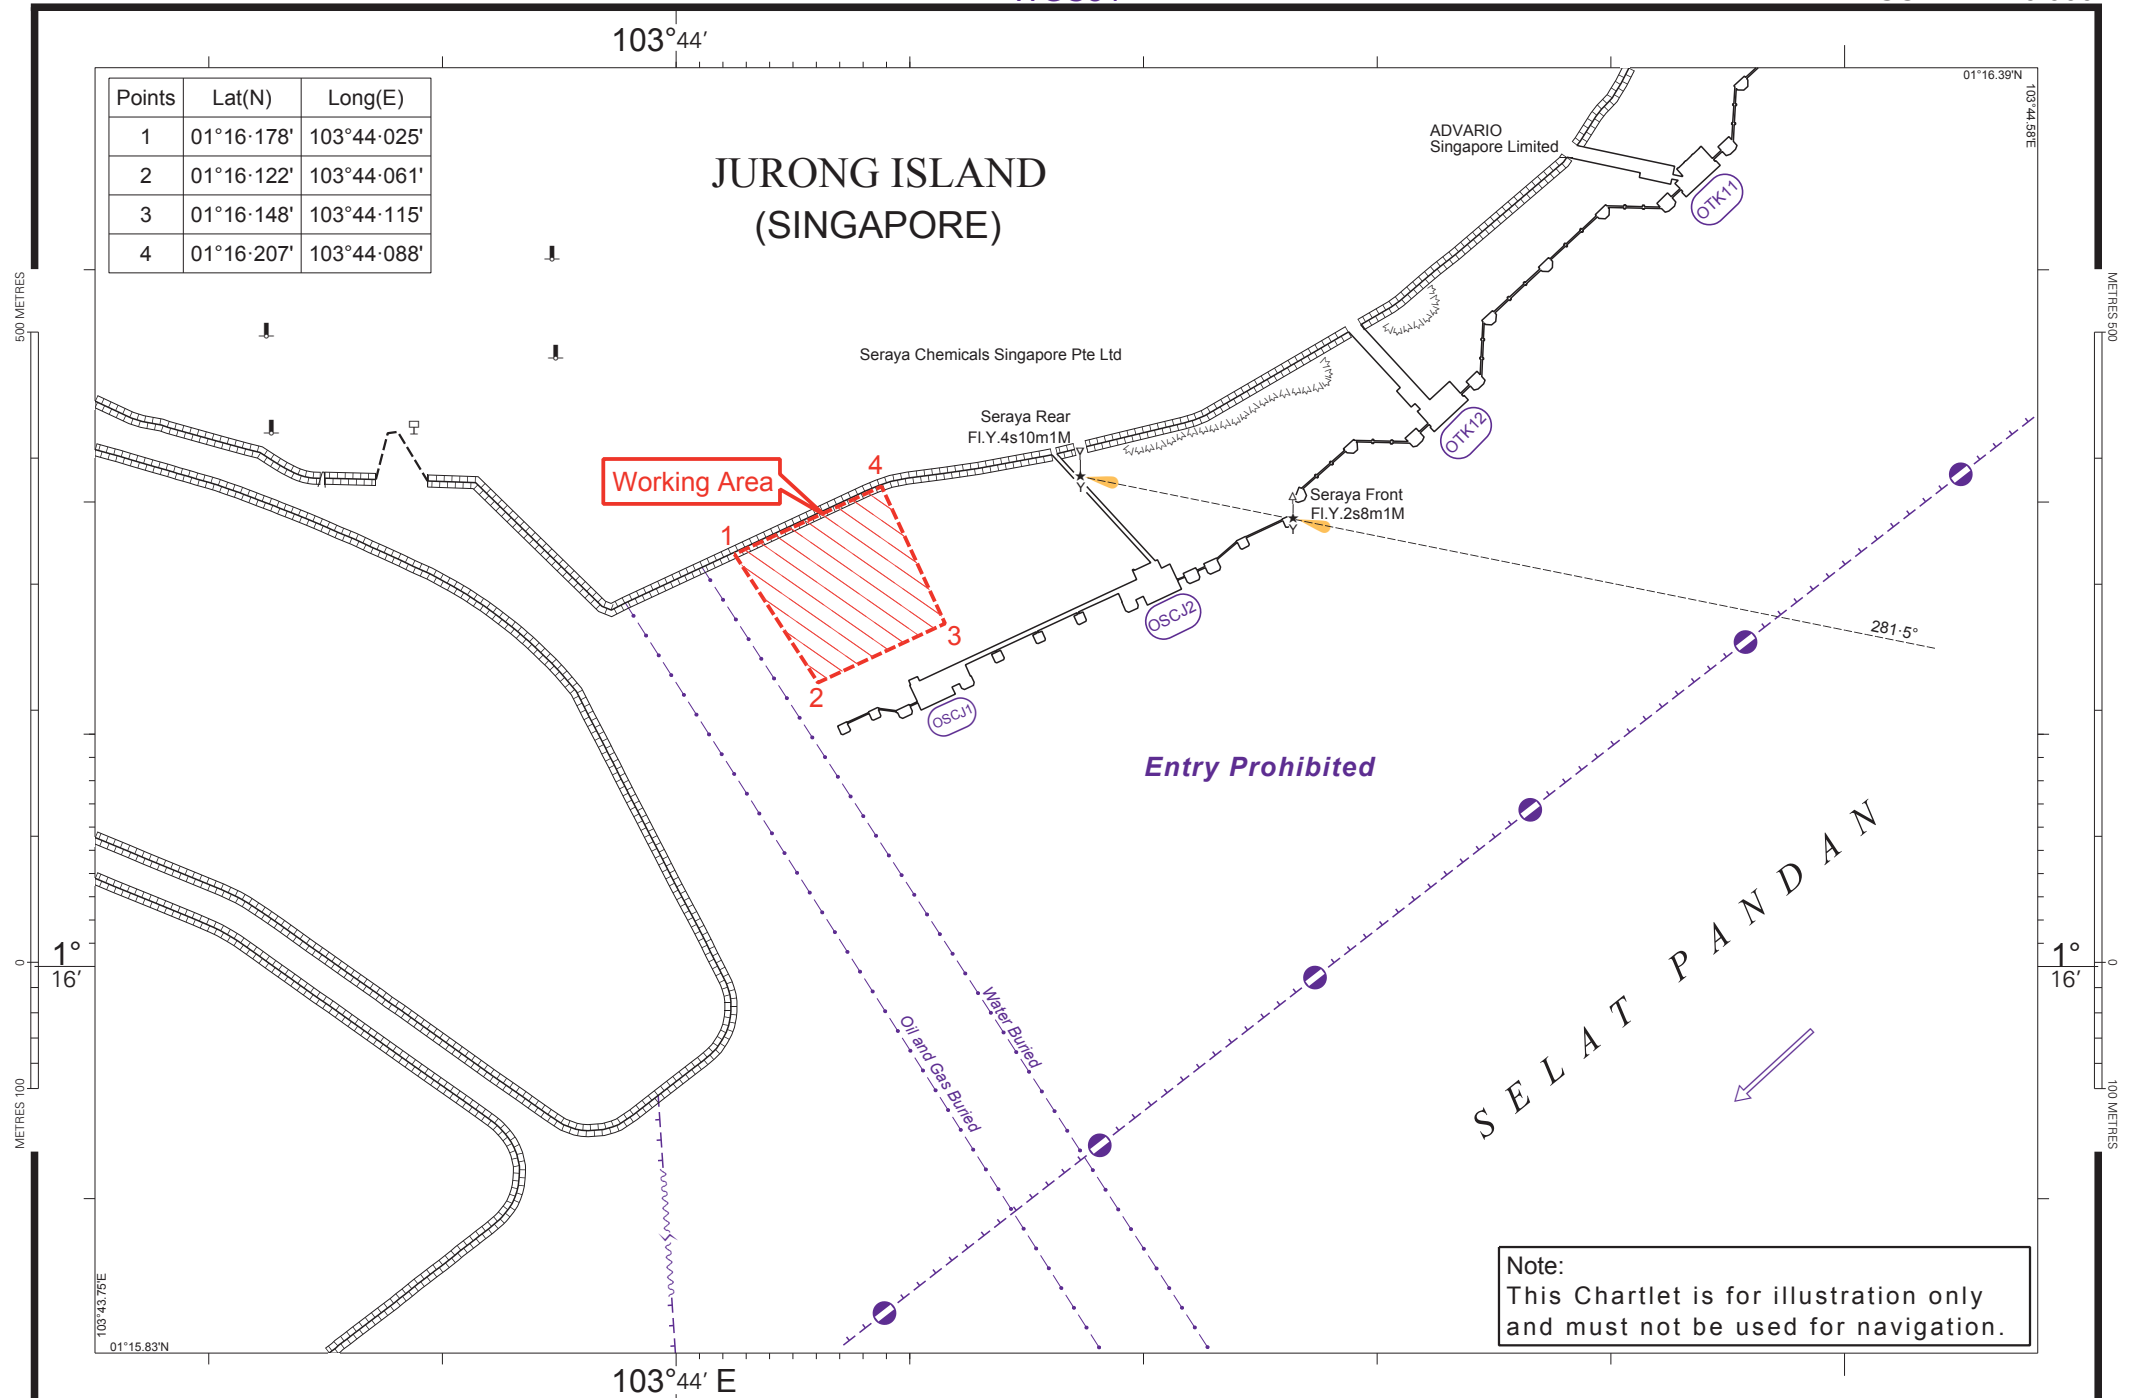 103°44′
Points Lat(N) Long(E)
1 01°16·178' 103°44·025'
2 01°16·122' 103°44·061'
3 01°16·148' 103°44·115'
4 01°16·207' 103°44·088'
JURONG ISLAND
(SINGAPORE)
01°16.39'N
103°44.58'E
ADVARIO
Singapore Limited
OTK11
500 METRES
METRES 500
Seraya Chemicals Singapore Pte Ltd
Seraya Rear
Fl.Y.4s10m1M
Y
OTK12
Working Area
4
1
3
2
Seraya Front
Fl.Y.2s8m1M
Y
OSCJ2
281·5°
OSCJ1
Entry Prohibited
SELAT PANDAN
1°
16′
0
1°
16′
0
Water Buried
Oil and Gas Buried
METRES 100
100 METRES
Note:
This Chartlet is for illustration only
and must not be used for navigation.
103°43.75'E
01°15.83'N
103°44′ E